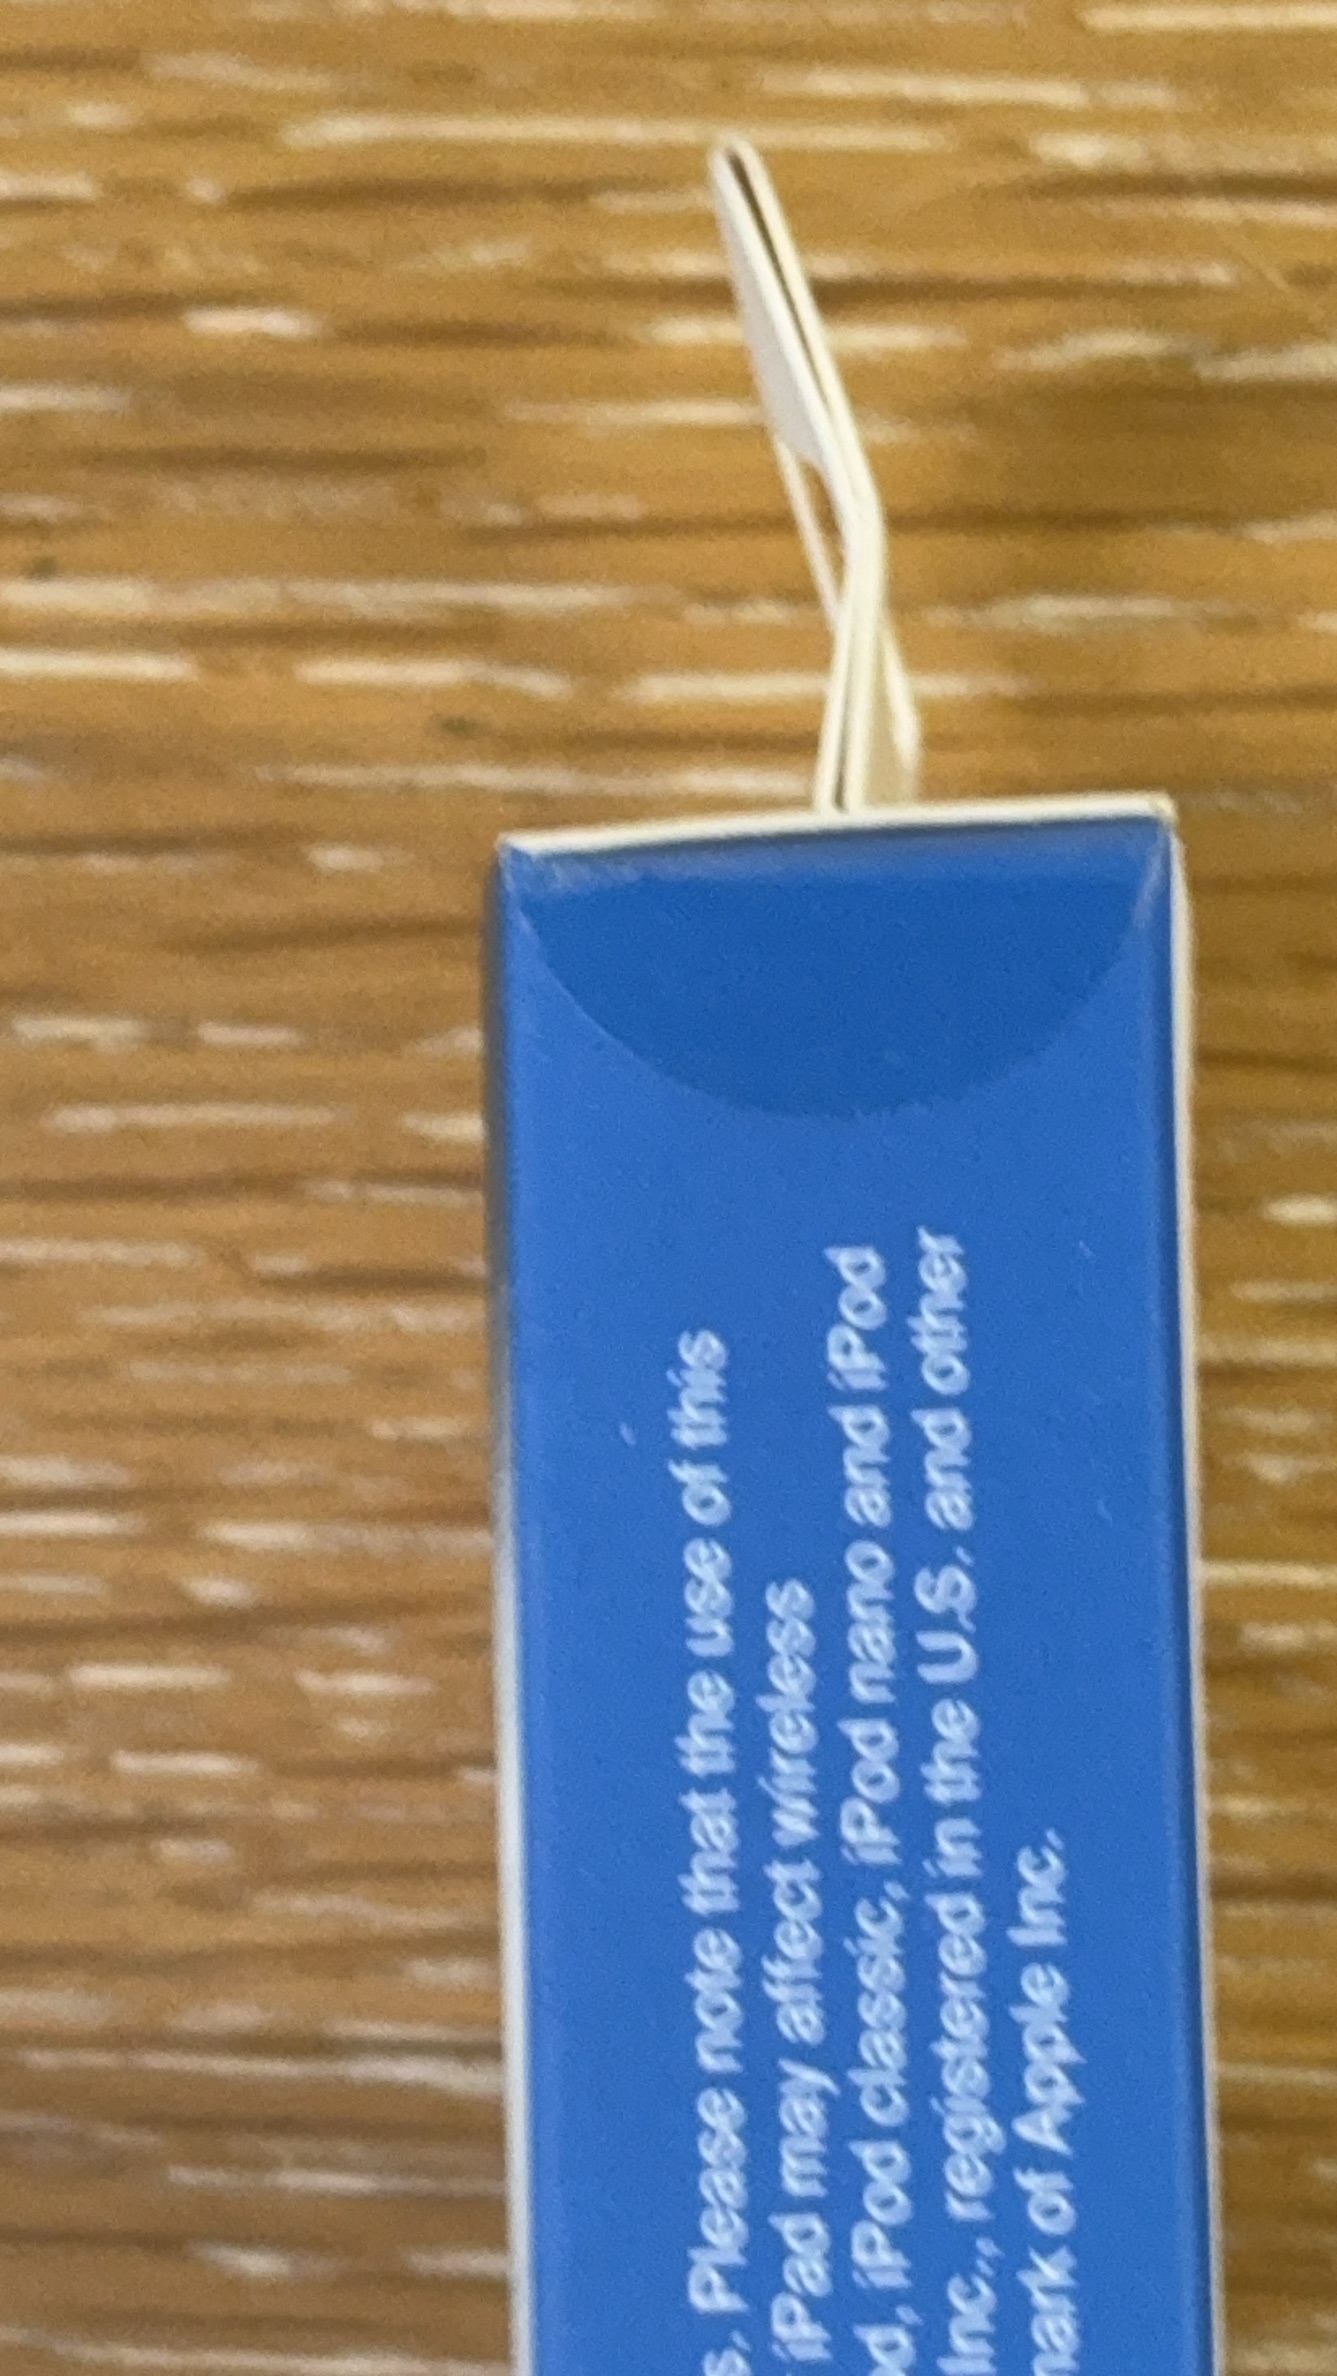 s. Please note that the use of this
iPad may affect wireless
d, iPod classic, iPod nano and iPod
Inc., registered in the U.S. and other
mark of Apple Inc.